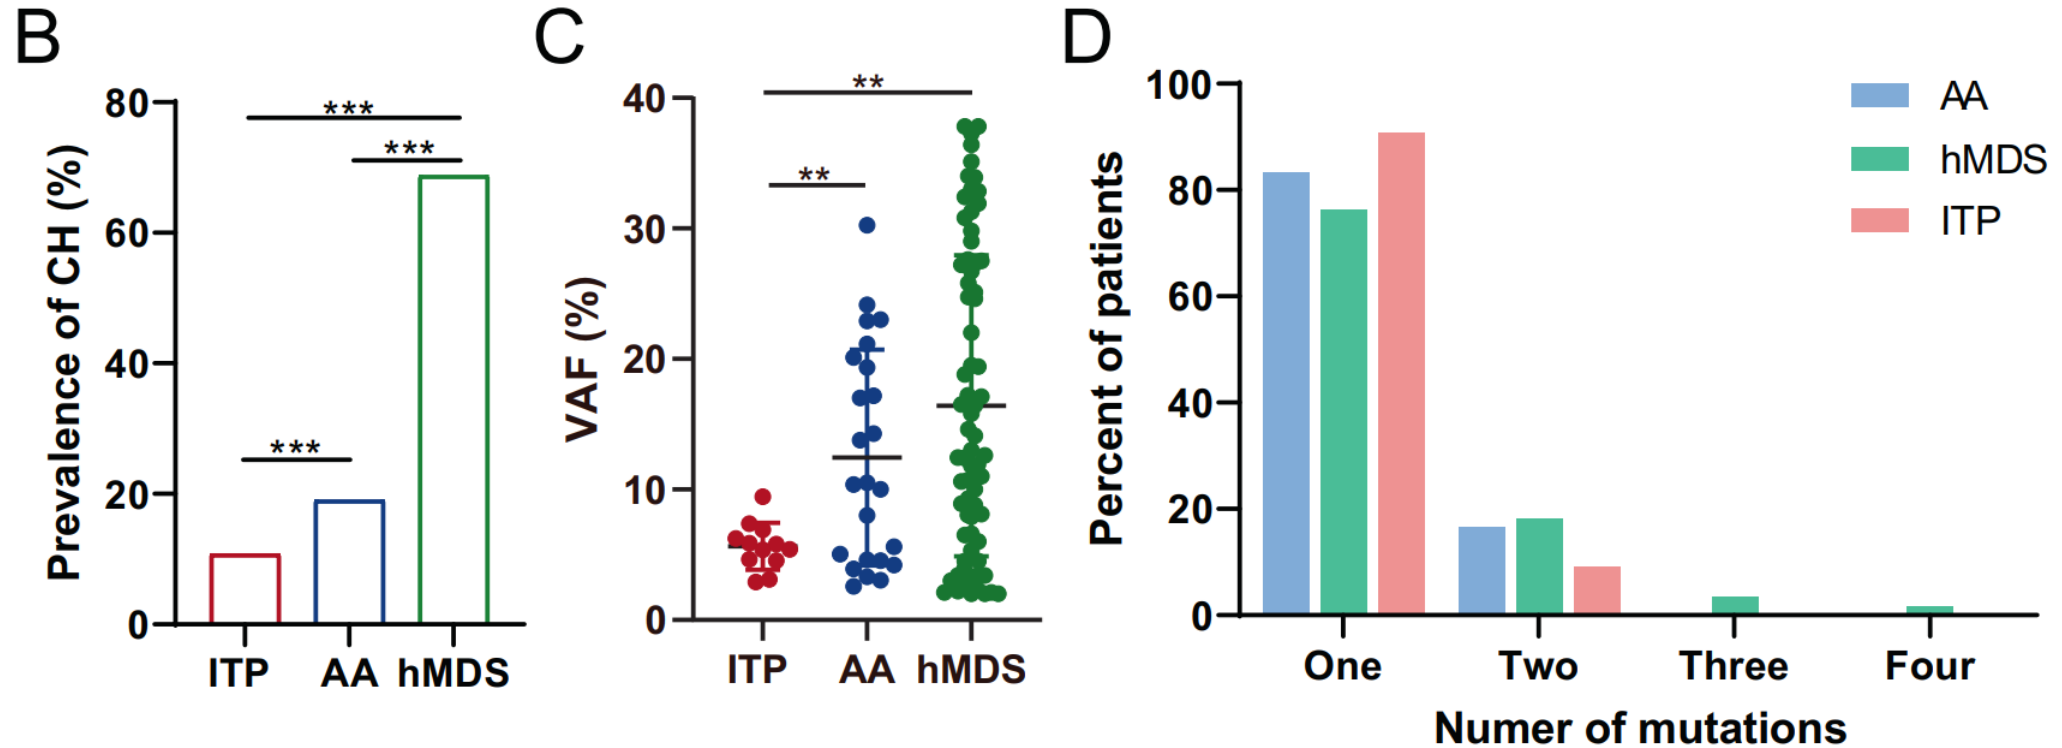 B
Prevalence of CH (%)
80
60
40
20
0
***
***
***
ITP AA hMDS
C
VAF (%)
40
30
20
10
0
**
**
ITP AA hMDS
D
Percent of patients
100
80
60
40
20
0
AA
hMDS
ITP
One Two Three Four
Numer of mutations